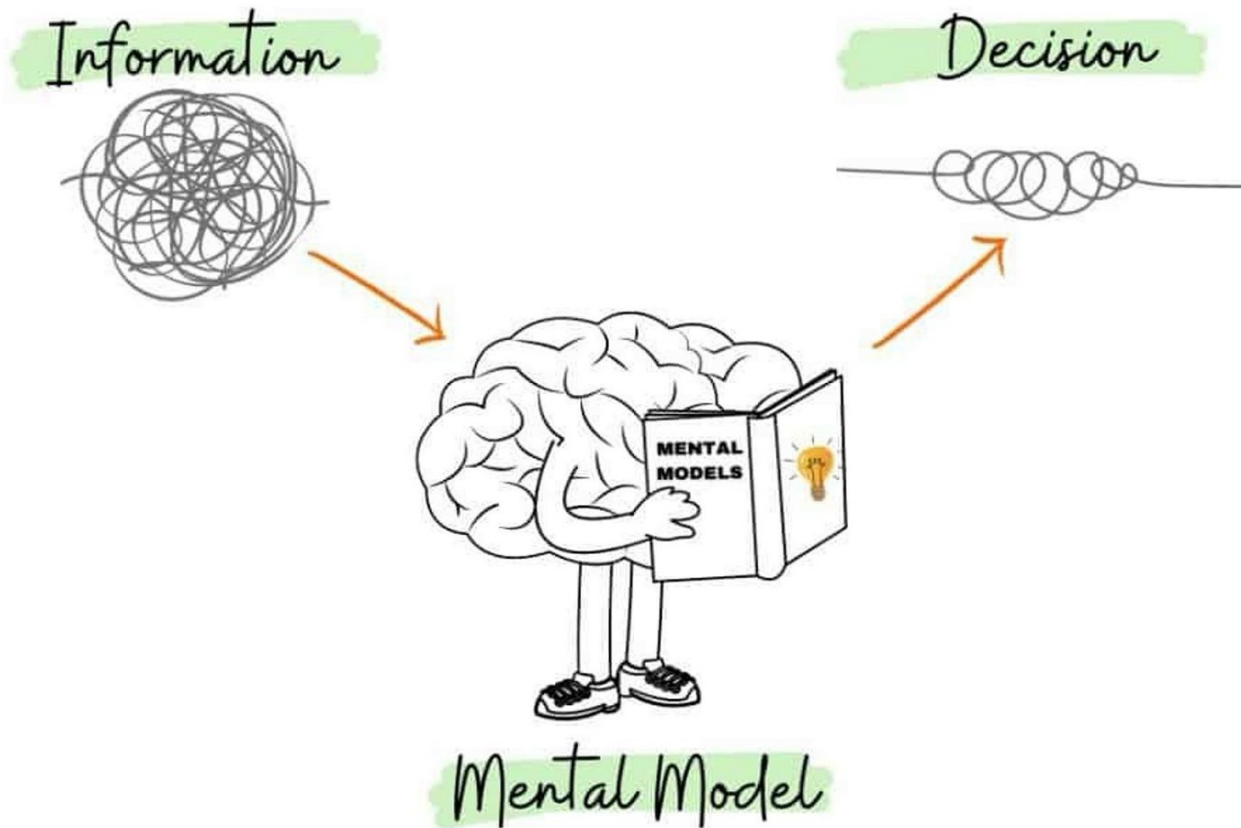 Information
Decision
MENTAL
MODELS
Mental Model